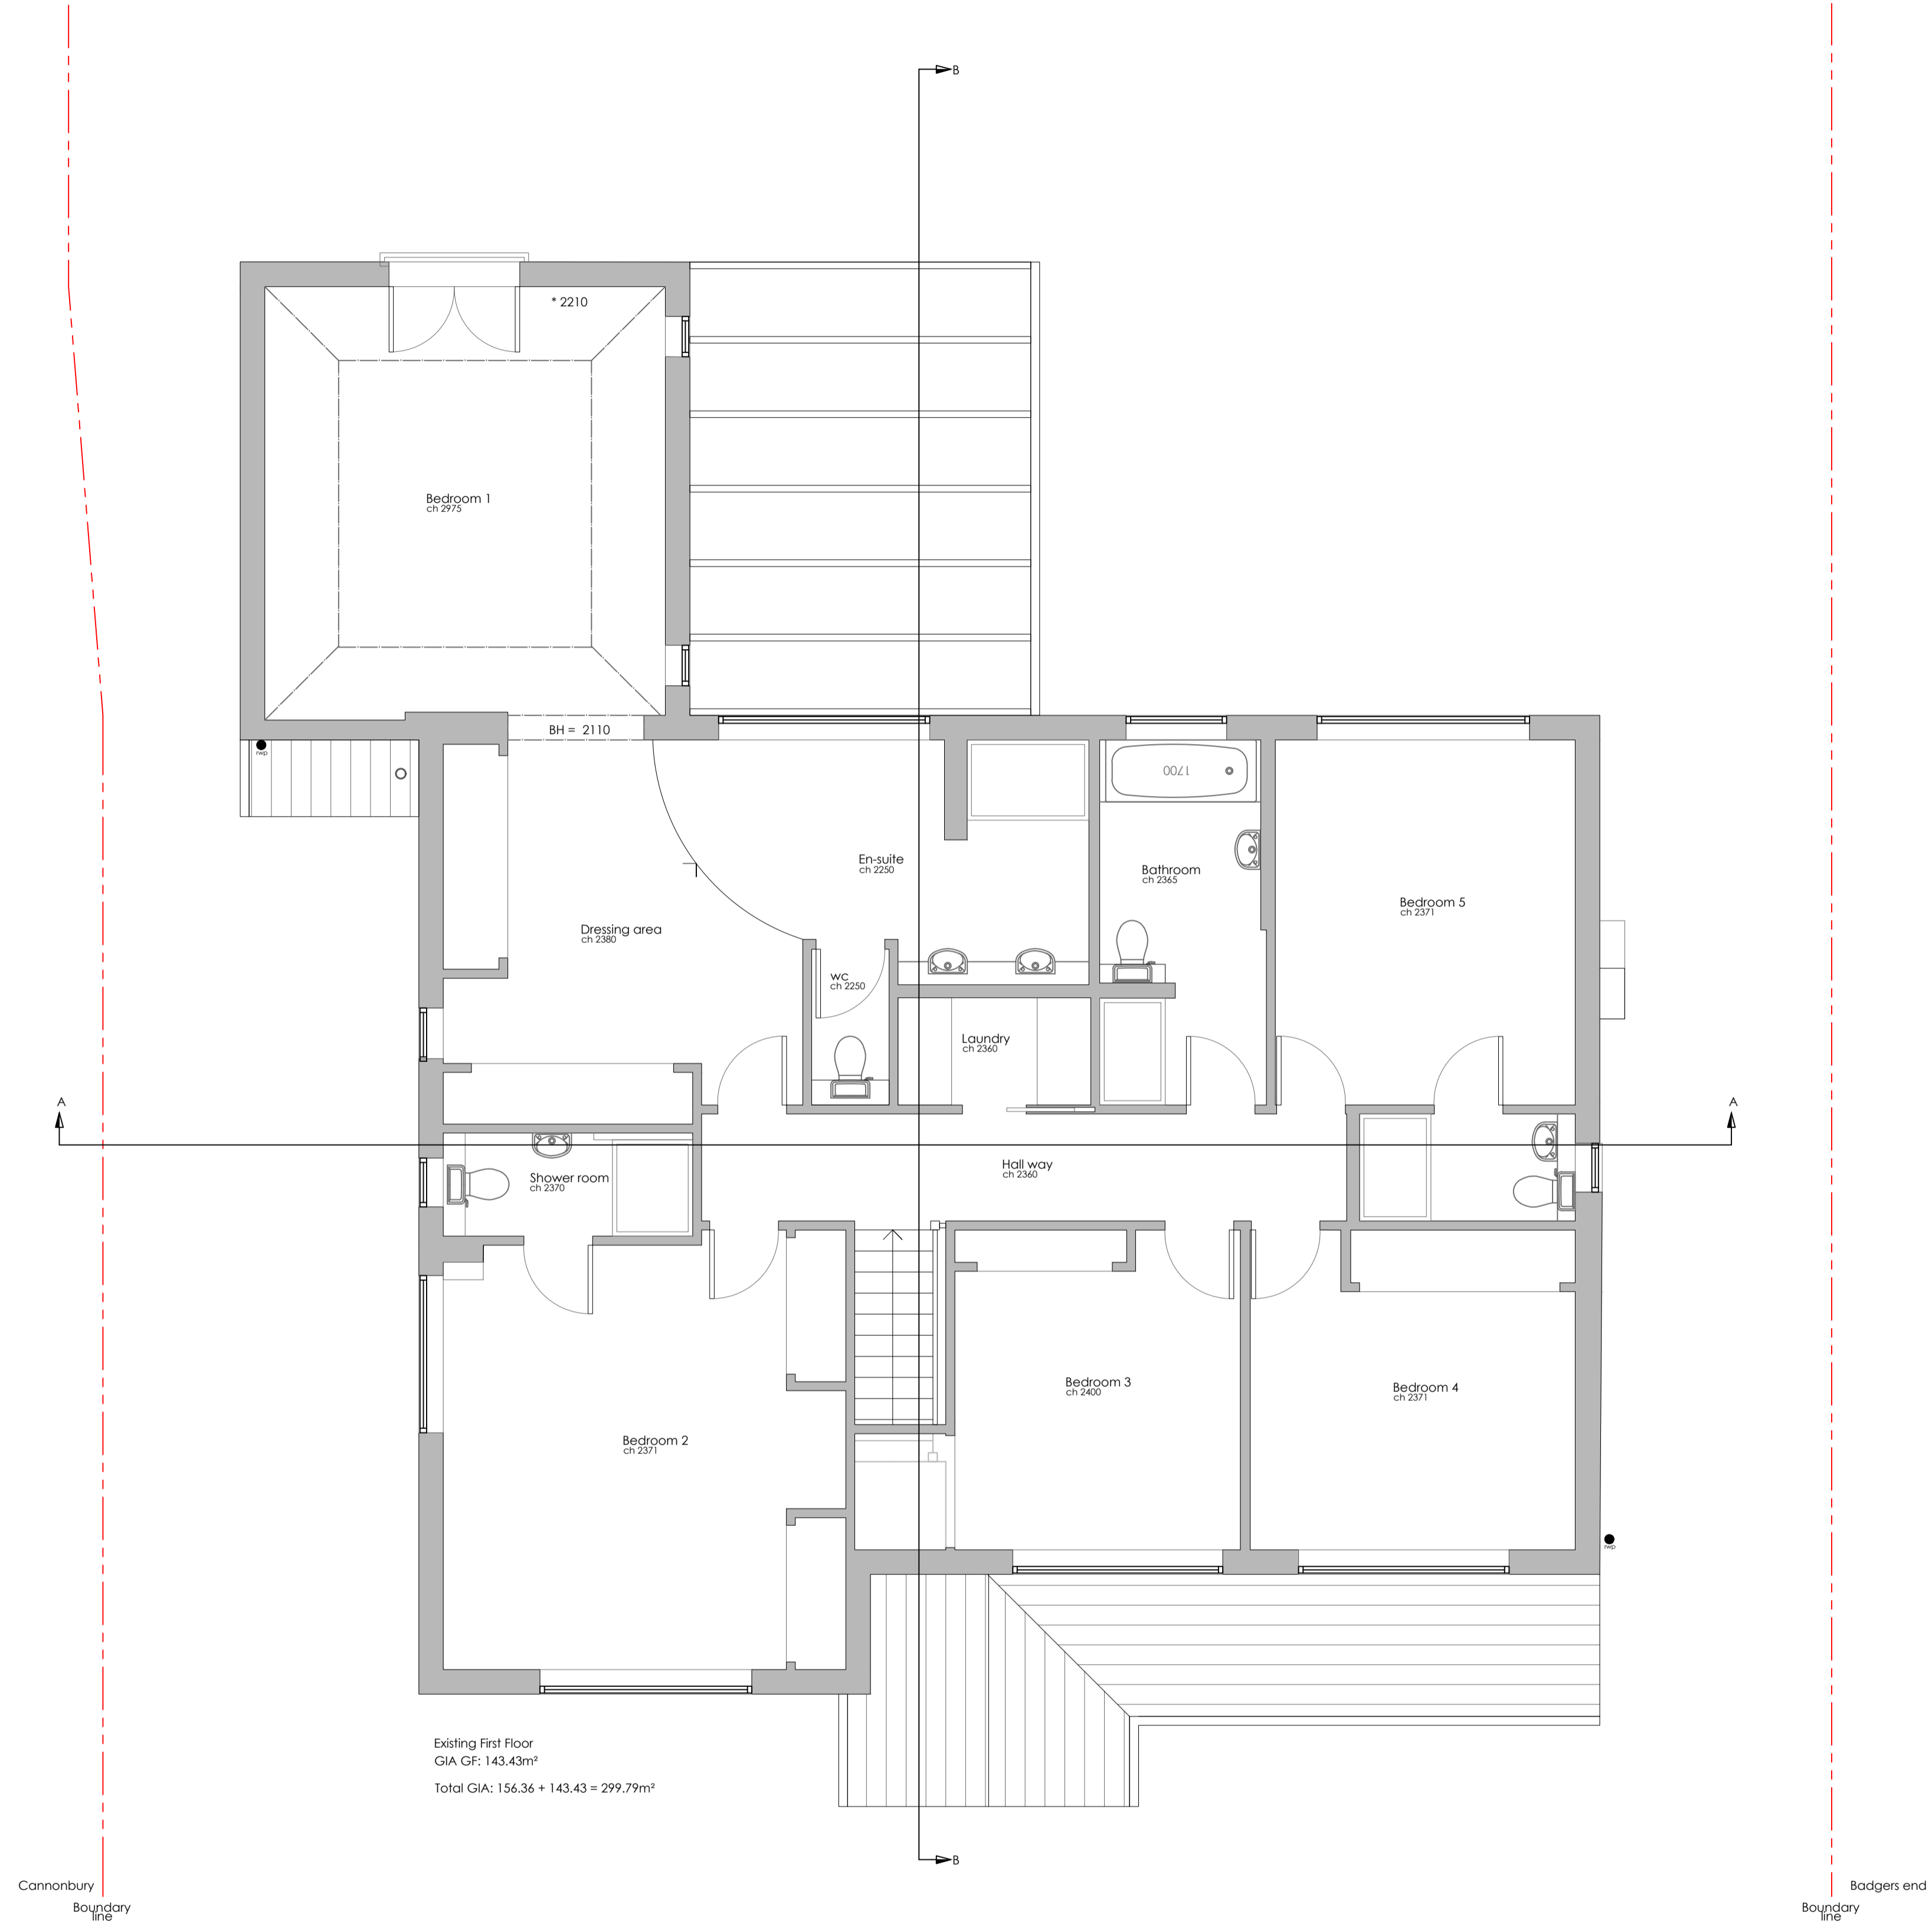 B
* 2210
Bedroom 1
ch 2975
BH = 2110
rwp
1700
En-suite
ch 2250
Bathroom
ch 2365
Bedroom 5
ch 2371
Dressing area
ch 2380
wc
ch 2250
Laundry
ch 2360
A
A
Hall way
ch 2360
Shower room
ch 2370
Bedroom 3
ch 2400
Bedroom 4
ch 2371
Bedroom 2
ch 2371
rwp
Existing First Floor
GIA GF: 143.43m²
Total GIA: 156.36 + 143.43 = 299.79m²
B
Cannonbury
Boundary
line
Badgers end
Boundary
line